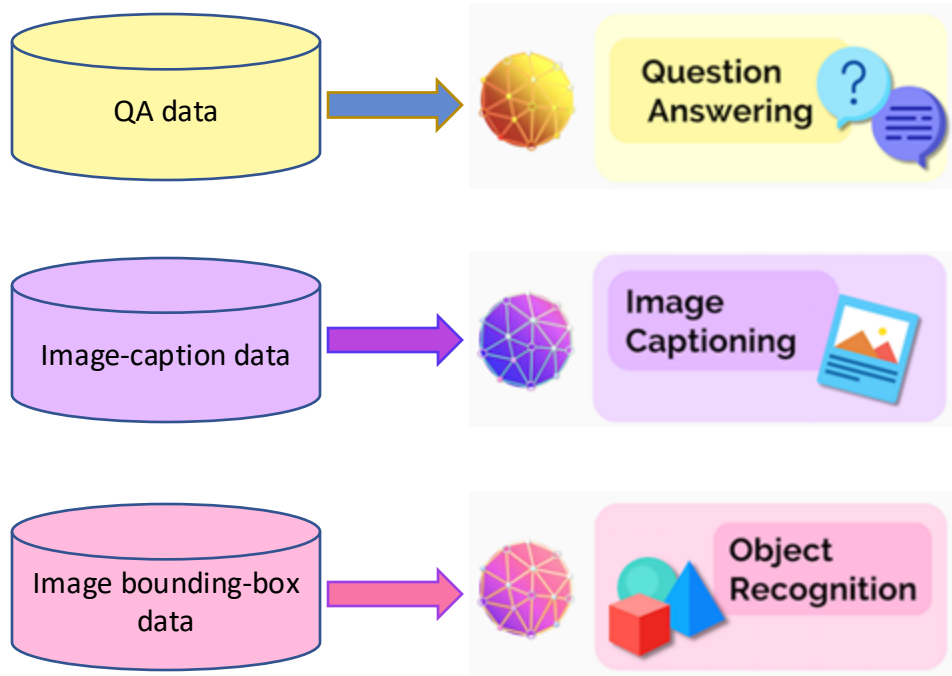 QA data
Question
Answering
?
Image-caption data
Image
Captioning
Image bounding-box
data
Object
Recognition